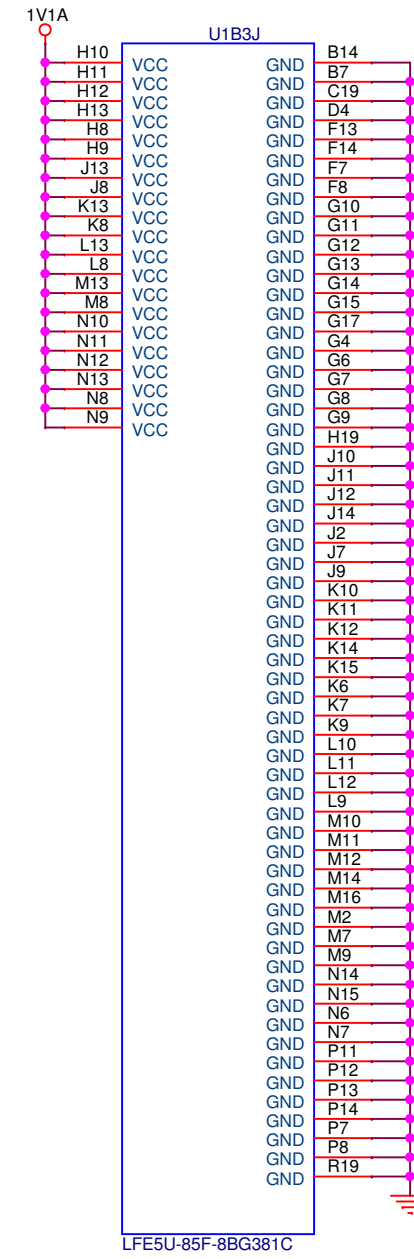 1V1A
U1B3J
H10 VCC GND B14
H11 VCC GND B7
H12 VCC GND C19
H13 VCC GND D4
H8 VCC GND F13
H9 VCC GND F14
J13 VCC GND F7
J8 VCC GND F8
K13 VCC GND G10
K8 VCC GND G11
L13 VCC GND G12
L8 VCC GND G13
M13 VCC GND G14
M8 VCC GND G15
N10 VCC GND G17
N11 VCC GND G4
N12 VCC GND G6
N13 VCC GND G7
N8 VCC GND G8
N9 VCC GND G9
GND H19
GND J10
GND J11
GND J12
GND J14
GND J2
GND J7
GND J9
GND K10
GND K11
GND K12
GND K14
GND K15
GND K6
GND K7
GND K9
GND L10
GND L11
GND L12
GND L9
GND M10
GND M11
GND M12
GND M14
GND M16
GND M2
GND M7
GND M9
GND N14
GND N15
GND N6
GND N7
GND P11
GND P12
GND P13
GND P14
GND P7
GND P8
GND R19
LFE5U-85F-8BG381C